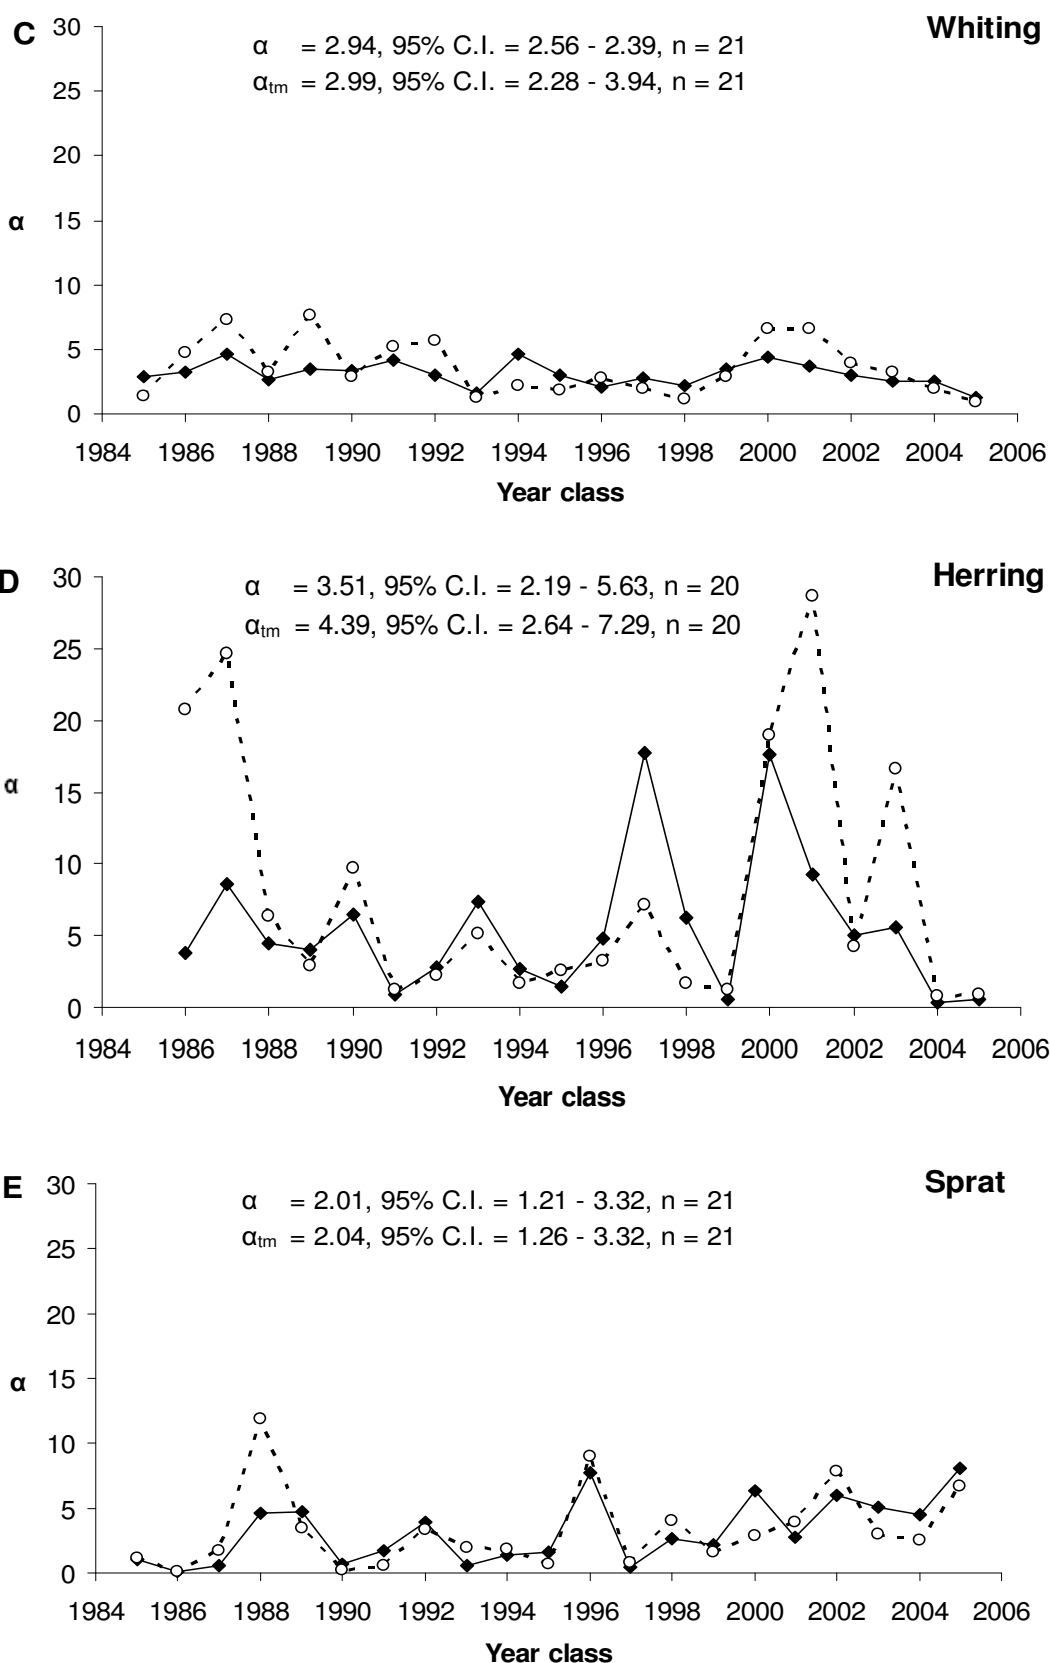 C
Whiting
α = 2.94, 95% C.I. = 2.56 - 2.39, n = 21
αtm = 2.99, 95% C.I. = 2.28 - 3.94, n = 21
30
25
20
15
10
5
0
α
1984 1986 1988 1990 1992 1994 1996 1998 2000 2002 2004 2006
Year class
D
Herring
α = 3.51, 95% C.I. = 2.19 - 5.63, n = 20
αtm = 4.39, 95% C.I. = 2.64 - 7.29, n = 20
30
25
20
15
10
5
0
α
1984 1986 1988 1990 1992 1994 1996 1998 2000 2002 2004 2006
Year class
E
Sprat
α = 2.01, 95% C.I. = 1.21 - 3.32, n = 21
αtm = 2.04, 95% C.I. = 1.26 - 3.32, n = 21
30
25
20
15
10
5
0
α
1984 1986 1988 1990 1992 1994 1996 1998 2000 2002 2004 2006
Year class